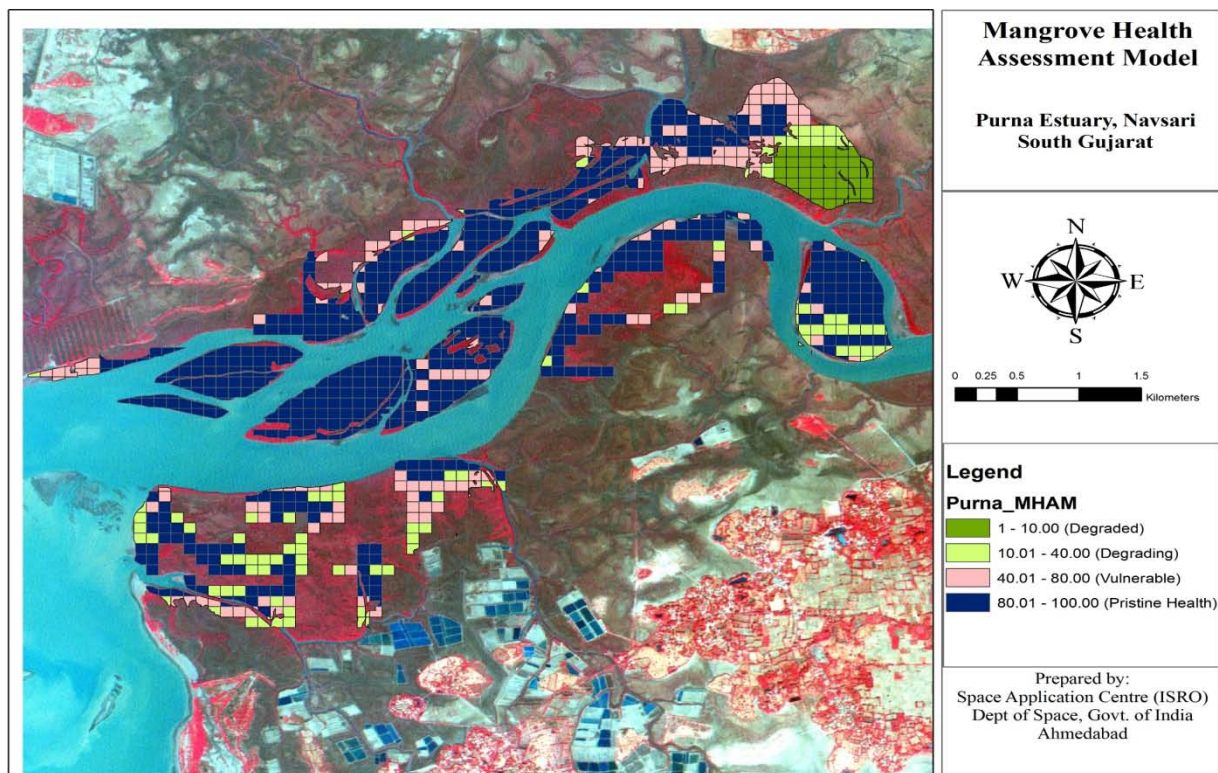 Mangrove Health
Assessment Model
Purna Estuary, Navsari
South Gujarat
N
W
E
S
0
0.25
0.5
1
1.5
Kilometers
Legend
Purna_MHAM
1 - 10.00 (Degraded)
10.01 - 40.00 (Degrading)
40.01 - 80.00 (Vulnerable)
80.01 - 100.00 (Pristine Health)
Prepared by:
Space Application Centre (ISRO)
Dept of Space, Govt. of India
Ahmedabad